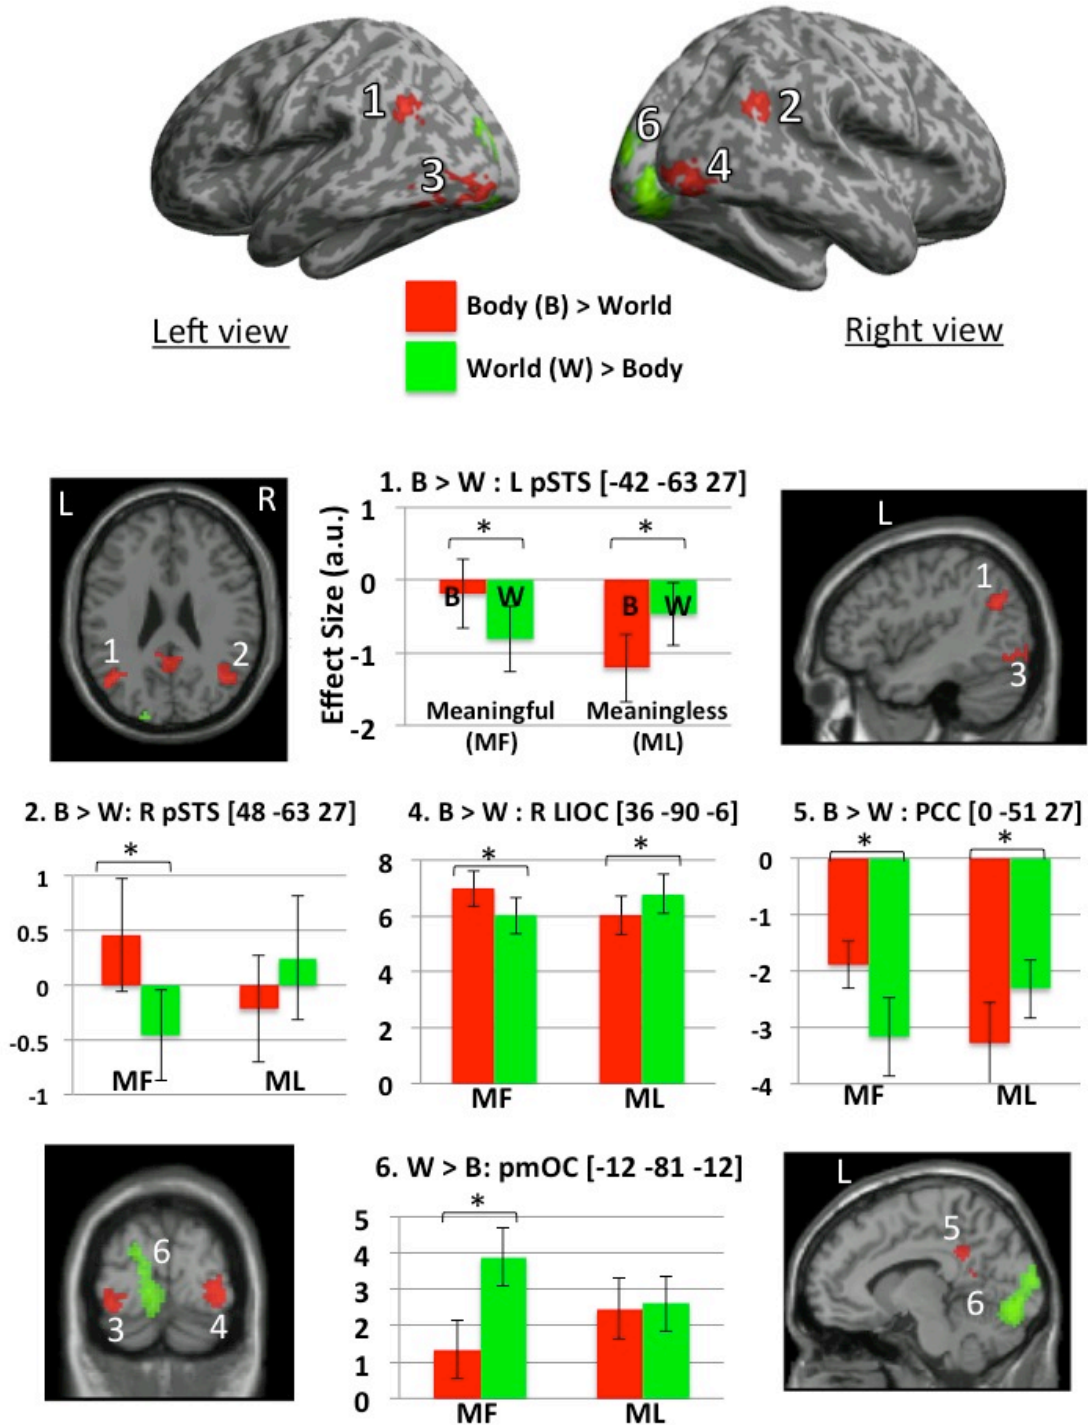 1
2
6
3
4
Body (B) > World
World (W) > Body
Left view
Right view
1. B > W : L pSTS [-42 -63 27]
L
R
1
2
Effect Size (a.u.)
1
0
-1
-2
*
*
B
W
B
W
Meaningful
(MF)
Meaningless
(ML)
L
1
3
2. B > W: R pSTS [48 -63 27]
*
1
0.5
0
-0.5
-1
MF
ML
4. B > W : R LIOC [36 -90 -6]
*
*
8
6
4
2
0
MF
ML
5. B > W : PCC [0 -51 27]
*
*
0
-1
-2
-3
-4
MF
ML
6
3
4
6. W > B: pmOC [-12 -81 -12]
*
5
4
3
2
1
0
MF
ML
L
5
6